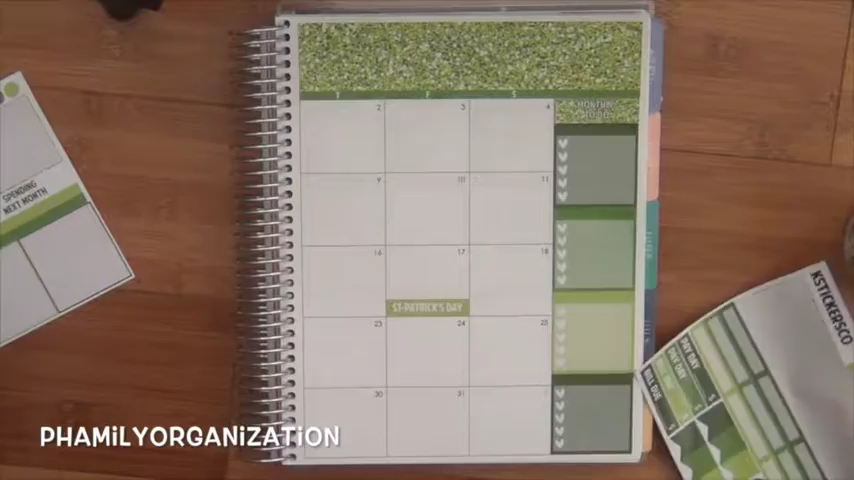 T F S
MONTHLY
TO DO
2 3 4
9 10 11
16 17 18
ST-PATRICK'S DAY
23 24 25
30 31
SPENDING
NEXT MONTH
KSTICKERSCO
PAY DAY
PAY DAY
BILL DUE
PHAMiLYORGANiZATiON